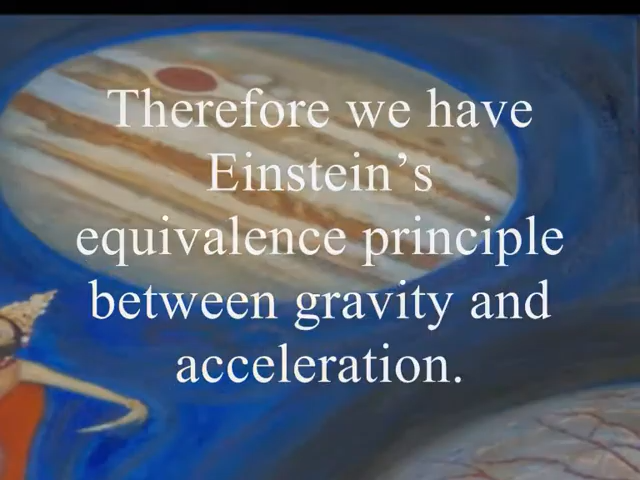 Therefore we have
Einstein’s
equivalence principle
between gravity and
acceleration.